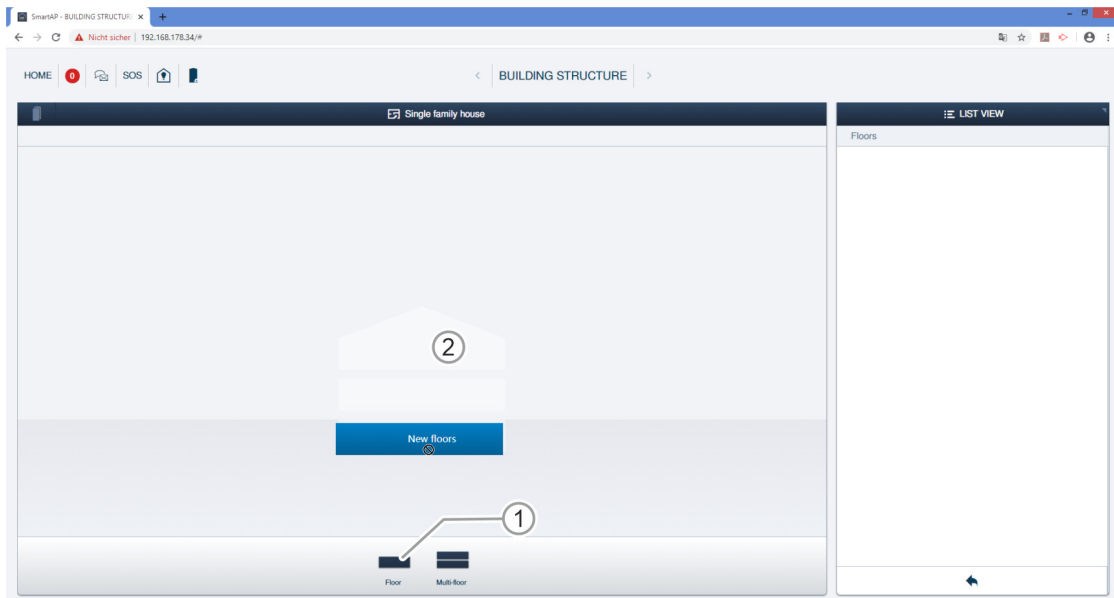 SmartAP - BUILDING STRUCTUR
Nicht sicher | 192.168.178.34/#
HOME 0 SOS
BUILDING STRUCTURE
Single family house
LIST VIEW
Floors
2
New floors
1
Floor Multi-floor